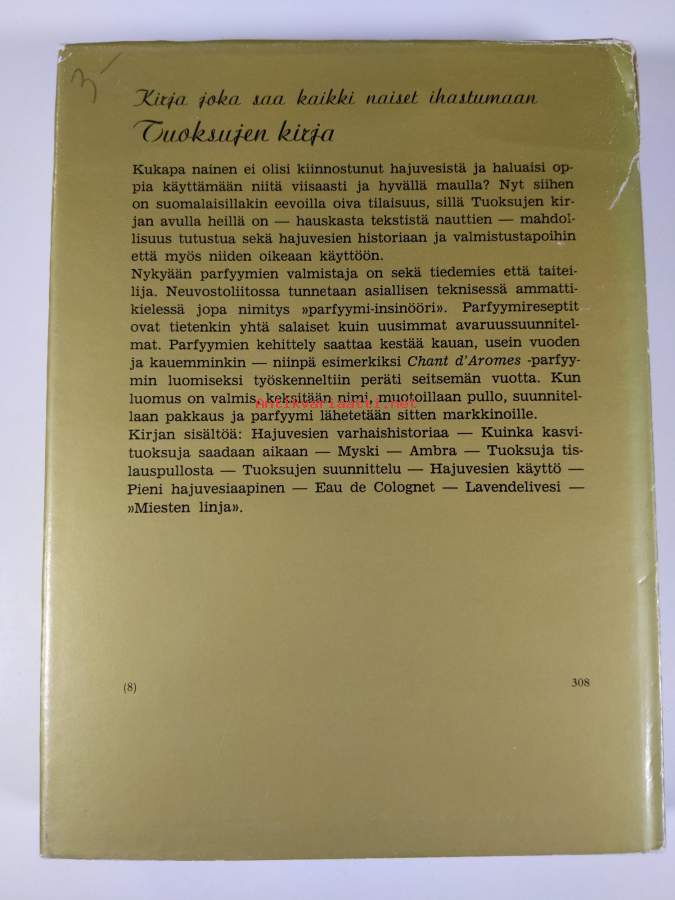 3
Kirja joka saa kaikki naiset ihastumaan
Tuoksujen kirja
Kukapa nainen ei olisi kiinnostunut hajuvesistä ja haluaisi op-
pia käyttämään niitä viisaasti ja hyvällä maulla? Nyt siihen
on suomalaisillakin eevoilla oiva tilaisuus, sillä Tuoksujen kir-
jan avulla heillä on — hauskasta tekstistä nauttien — mahdol-
lisuus tutustua sekä hajuvesien historiaan ja valmistustapoihin
että myös niiden oikeaan käyttöön.
Nykyään parfyymien valmistaja on sekä tiedemies että taitei-
lija. Neuvostoliitossa tunnetaan asiallisen teknisessä ammatti-
kielessä jopa nimitys »parfyymi-insinööri». Parfyymireseptit
ovat tietenkin yhtä salaiset kuin uusimmat avaruussuunnitel-
mat. Parfyymien kehittely saattaa kestää kauan, usein vuoden
ja kauemminkin — niinpä esimerkiksi Chant d'Aromes -parfyy-
min luomiseksi työskenneltiin peräti seitsemän vuotta. Kun
luomus on valmis, keksitään nimi, muotoillaan pullo, suunnitel-
Antikvariaatti.net
laan pakkaus ja parfyymi lähetetään sitten markkinoille.
Kirjan sisältöä: Hajuvesien varhaishistoriaa — Kuinka kasvi-
tuoksuja saadaan aikaan — Myski — Ambra — Tuoksuja tis-
lauspullosta — Tuoksujen suunnittelu — Hajuvesien käyttö —
Pieni hajuvesiaapinen — Eau de Colognet — Lavendelivesi —
»Miesten linja».
(8)
308